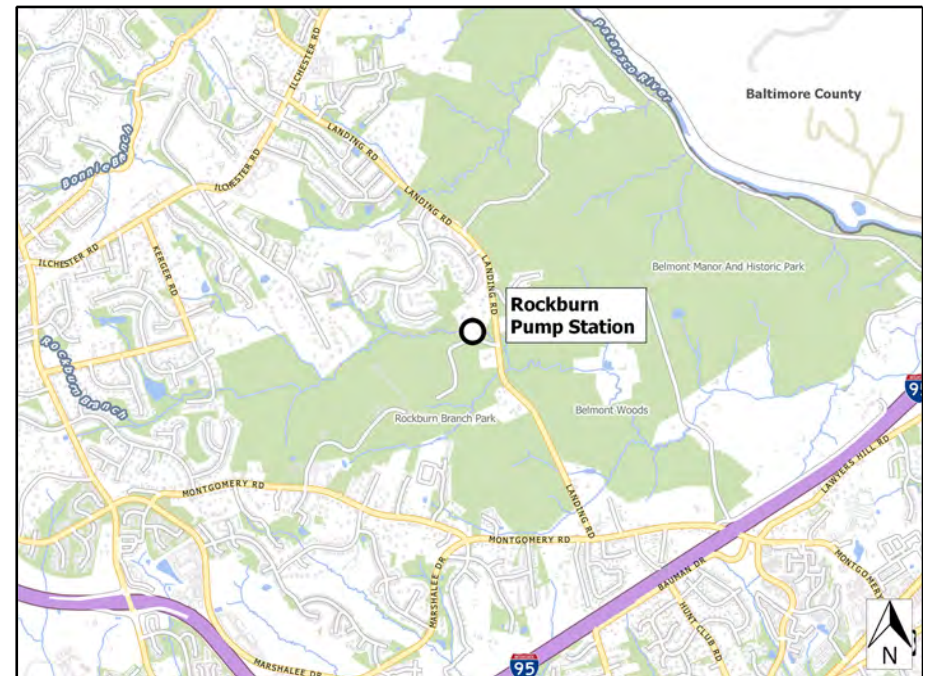 Patapsco River
Baltimore County
ILCHESTER RD
LANDING RD
Bonnie Branch
ILCHESTER RD
LANDING RD
ILCHESTER RD
KERGER RD
LANDING RD
Belmont Manor And Historic Park
Rockburn
Pump Station
Rockburn Branch
Rockburn Branch Park
Belmont Woods
95
LAWYERS HILL RD
MONTGOMERY RD
LANDING RD
MONTGOMERY RD
MONTGOMERY
BAUMAN DR
MARSHALEE DR
HUNT CLUB RD
MARSHALEE DR
95
N